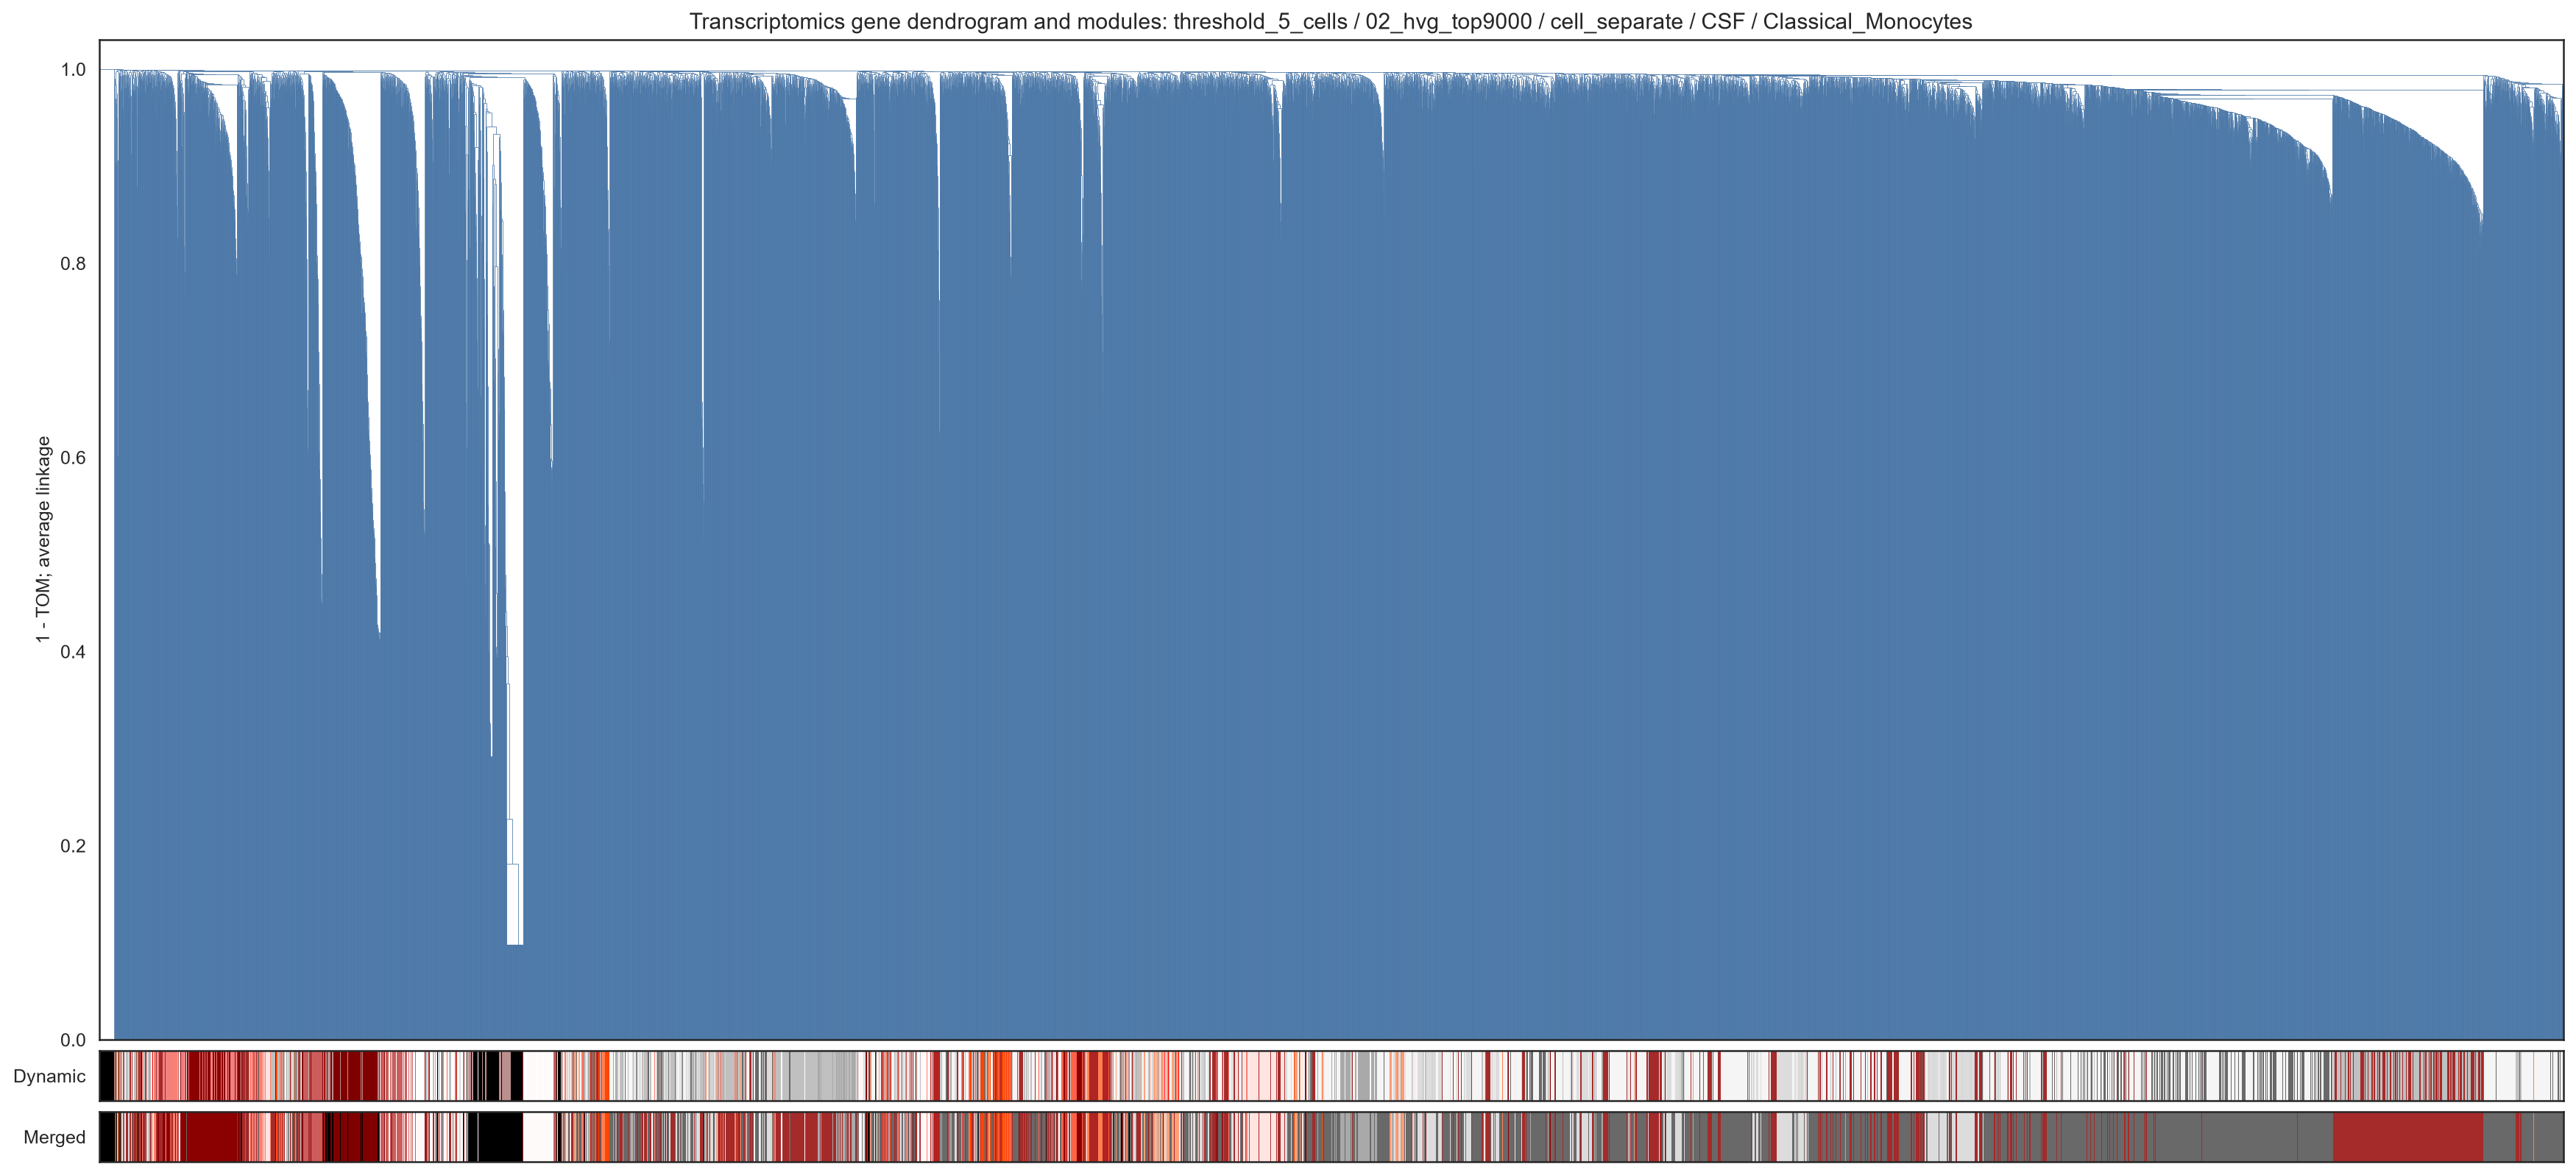 Transcriptomics gene dendrogram and modules: threshold_5_cells / 02_hvg_top9000 / cell_separate / CSF / Classical_Monocytes
1.0
0.8
0.6
0.4
0.2
0.0
1 - TOM; average linkage
Dynamic
Merged